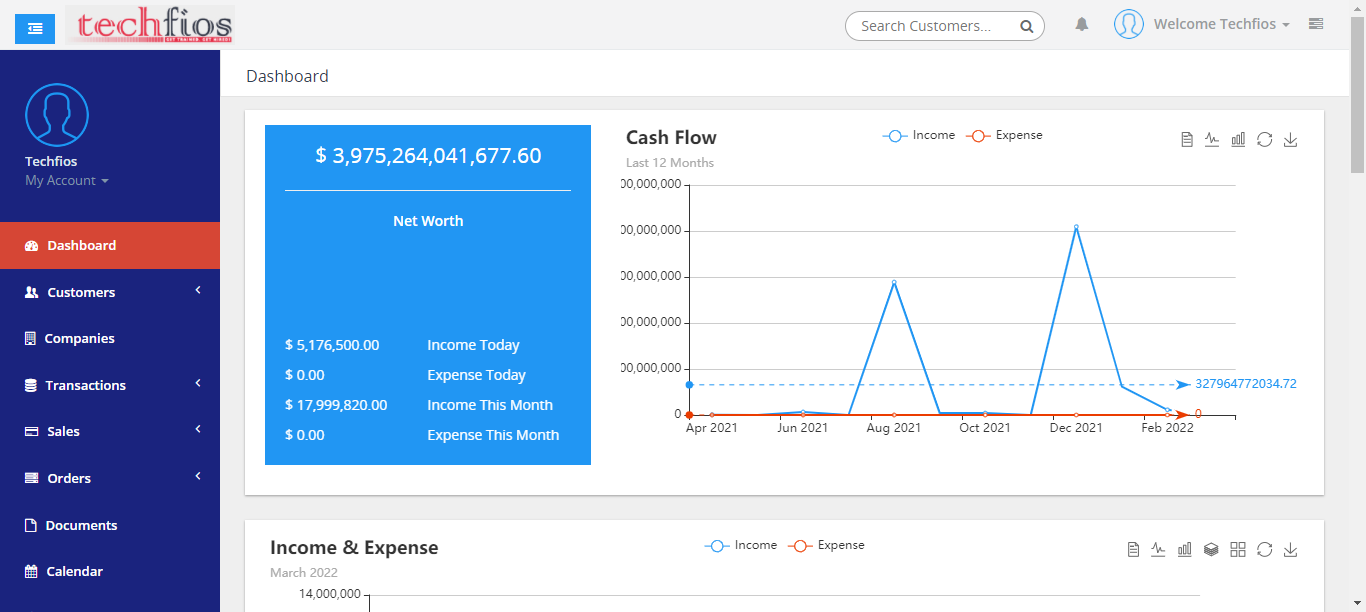 techfios
GET TRAINED. GET HIRED!
Search Customers...
Welcome Techfios
Techfios
My Account
Dashboard
Customers
Companies
Transactions
Sales
Orders
Documents
Calendar
Dashboard
$ 3,975,264,041,677.60
Net Worth
$ 5,176,500.00 Income Today
$ 0.00 Expense Today
$ 17,999,820.00 Income This Month
$ 0.00 Expense This Month
Cash Flow
Last 12 Months
Income Expense
00,000,000
00,000,000
00,000,000
00,000,000
00,000,000
0
327964772034.72
0
Apr 2021 Jun 2021 Aug 2021 Oct 2021 Dec 2021 Feb 2022
Income & Expense
March 2022
Income Expense
14,000,000